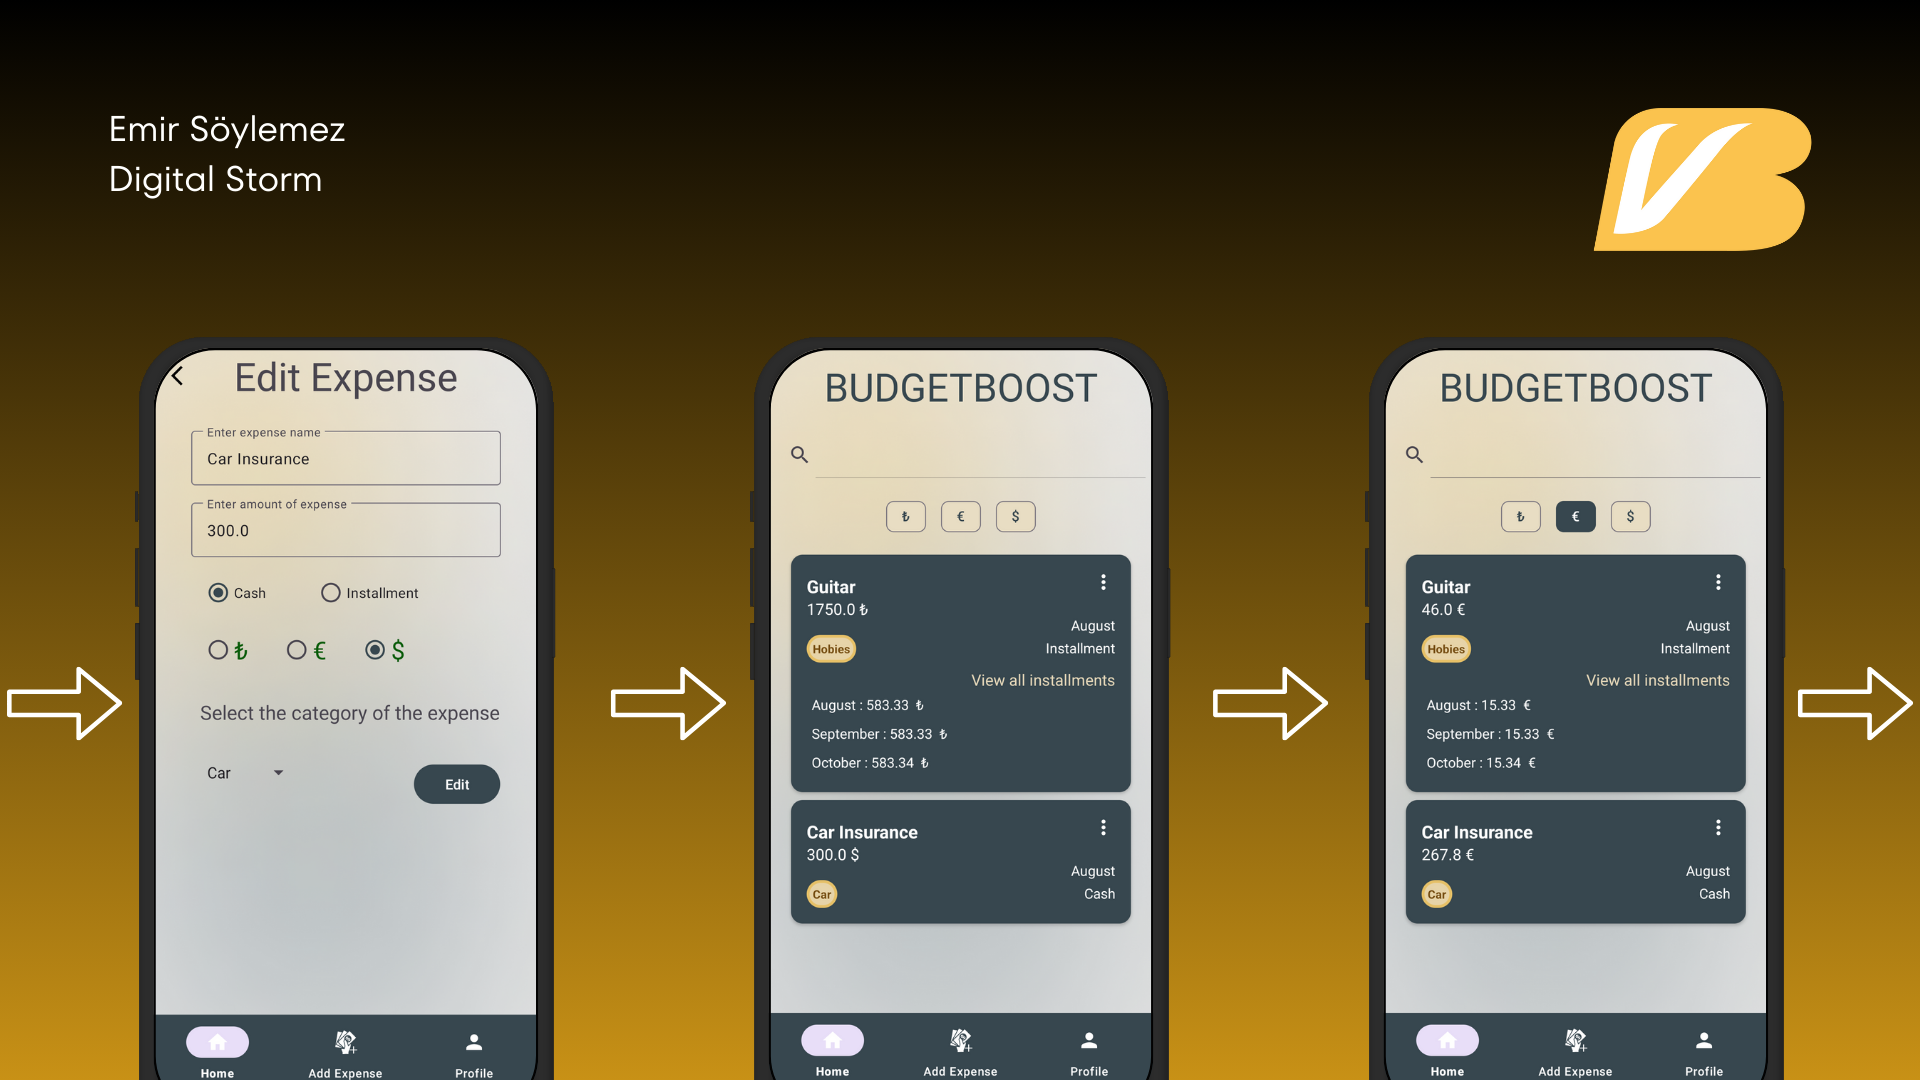 Emir Söylemez
Digital Storm
Edit Expense
Enter expense name
Car Insurance
Enter amount of expense
300.0
Cash
Installment
₺
€
$
Select the category of the expense
Car
Edit
Home
Add Expense
Profile
BUDGETBOOST
₺
€
$
Guitar
1750.0 ₺
August
Hobies
Installment
View all installments
August : 583.33 ₺
September : 583.33 ₺
October : 583.34 ₺
Car Insurance
300.0 $
August
Car
Cash
Home
Add Expense
Profile
BUDGETBOOST
₺
€
$
Guitar
46.0 €
August
Hobies
Installment
View all installments
August : 15.33 €
September : 15.33 €
October : 15.34 €
Car Insurance
267.8 €
August
Car
Cash
Home
Add Expense
Profile